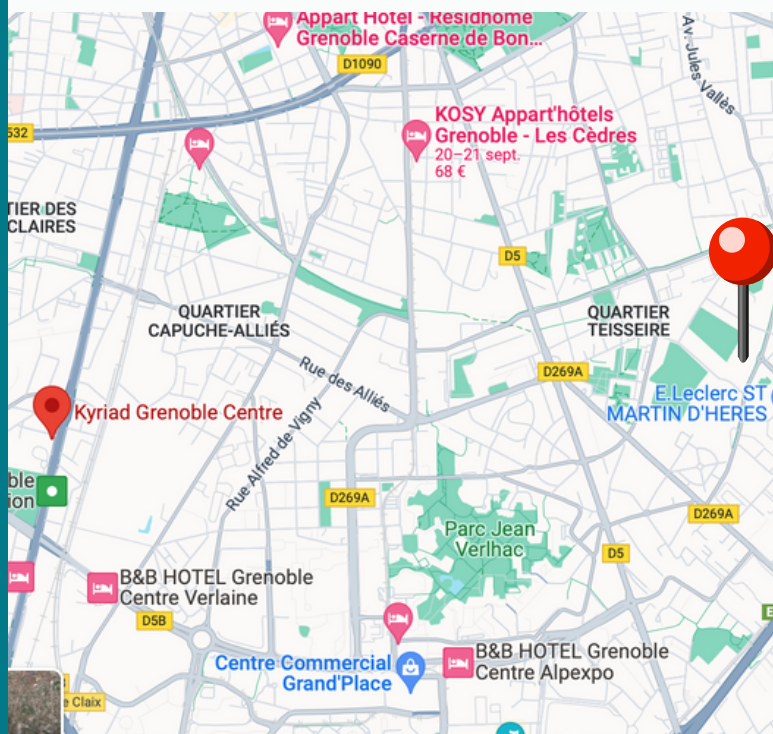 Appart Hôtel - Résidhome
Grenoble Caserne de Bon...
D1090
Av. Jules Vallès
532
KOSY Appart'hôtels
Grenoble - Les Cèdres
20–21 sept.
68 €
TIER DES
CLAIRES
D5
QUARTIER
CAPUCHE-ALLIÉS
QUARTIER
TEISSEIRE
Rue des Alliés
D269A
E.Leclerc ST
MARTIN D'HERES
Kyriad Grenoble Centre
Rue Alfred de Vigny
ble
ion
D269A
D269A
Parc Jean
Verlhac
D5
B&B HOTEL Grenoble
Centre Verlaine
D5B
E
B&B HOTEL Grenoble
Centre Alpexpo
Centre Commercial
Grand'Place
e Claix